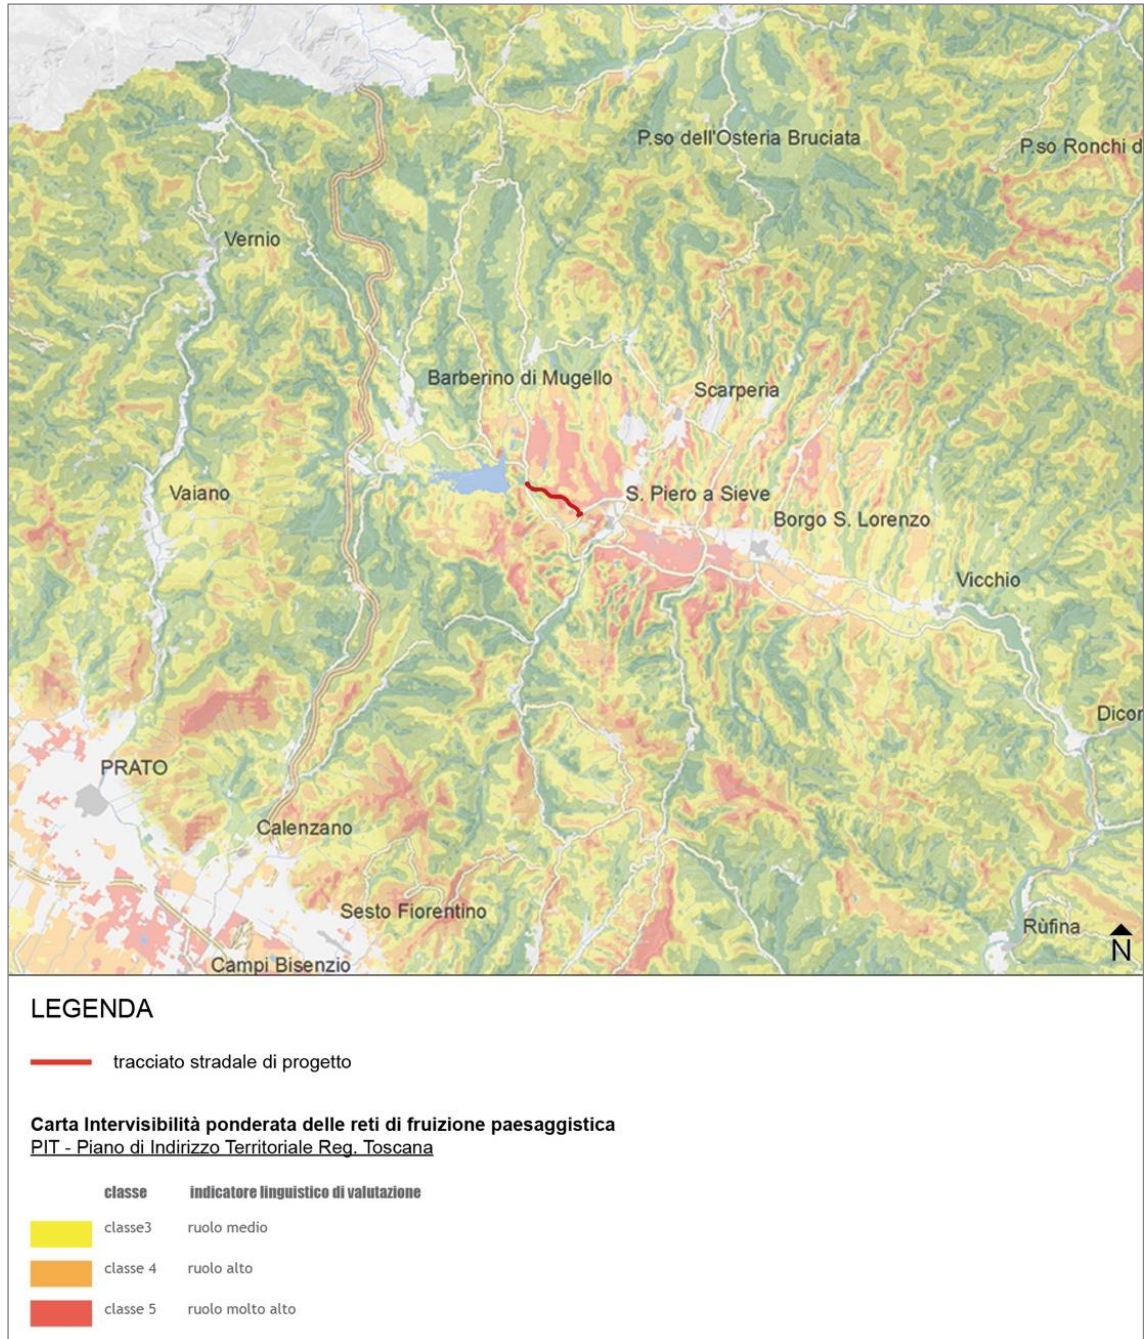 P.so dell'Osteria Bruciata
P.so Ronchi d
Vernio
Barberino di Mugello
Scarperia
Vaiano
S. Piero a Sieve
Borgo S. Lorenzo
Vicchio
Dicor
PRATO
Calenzano
Sesto Fiorentino
Rùfina
Campi Bisenzio
N
LEGENDA
tracciato stradale di progetto
Carta Intervisibilità ponderata delle reti di fruizione paesaggistica
PIT - Piano di Indirizzo Territoriale Reg. Toscana
classe indicatore linguistico di valutazione
classe3 ruolo medio
classe 4 ruolo alto
classe 5 ruolo molto alto